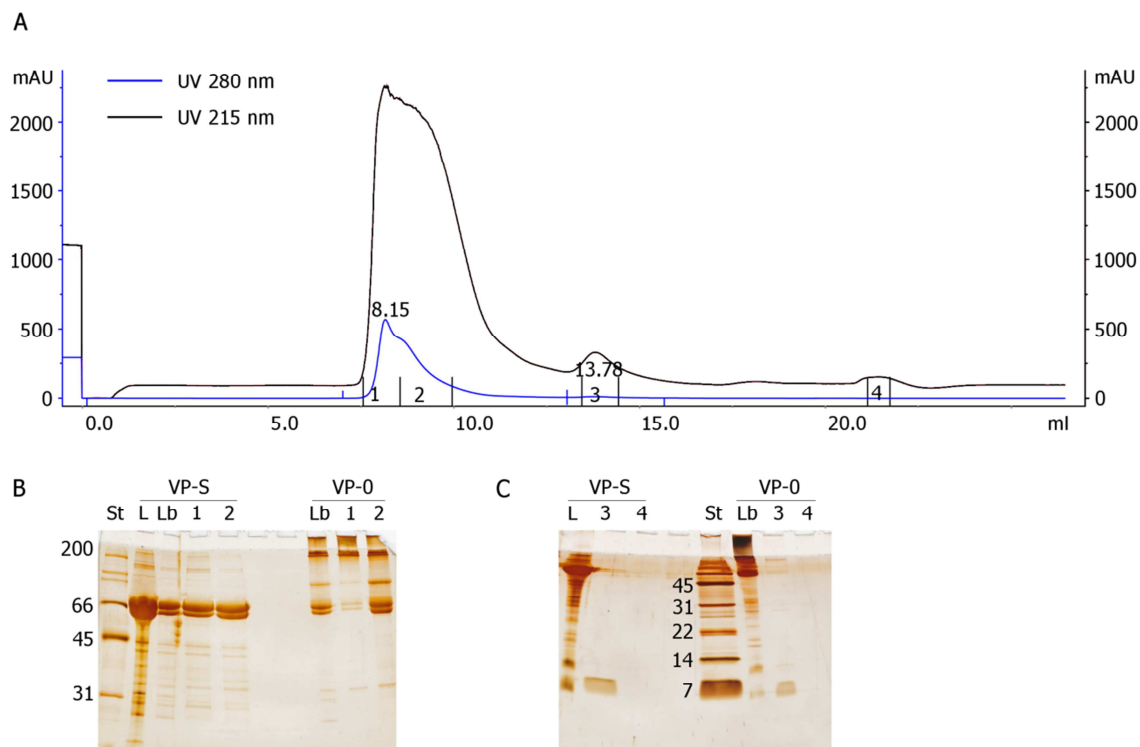 A
mAU
mAU
UV 280 nm
UV 215 nm
2000
2000
1500
1500
1000
1000
500
500
0
0
8.15
13.78
1
2
3
4
0.0 5.0 10.0 15.0 20.0 ml
B
VP-S VP-0
St L Lb 1 2 Lb 1 2
200
66
45
31
C
VP-S VP-0
L 3 4 St Lb 3 4
45
31
22
14
7